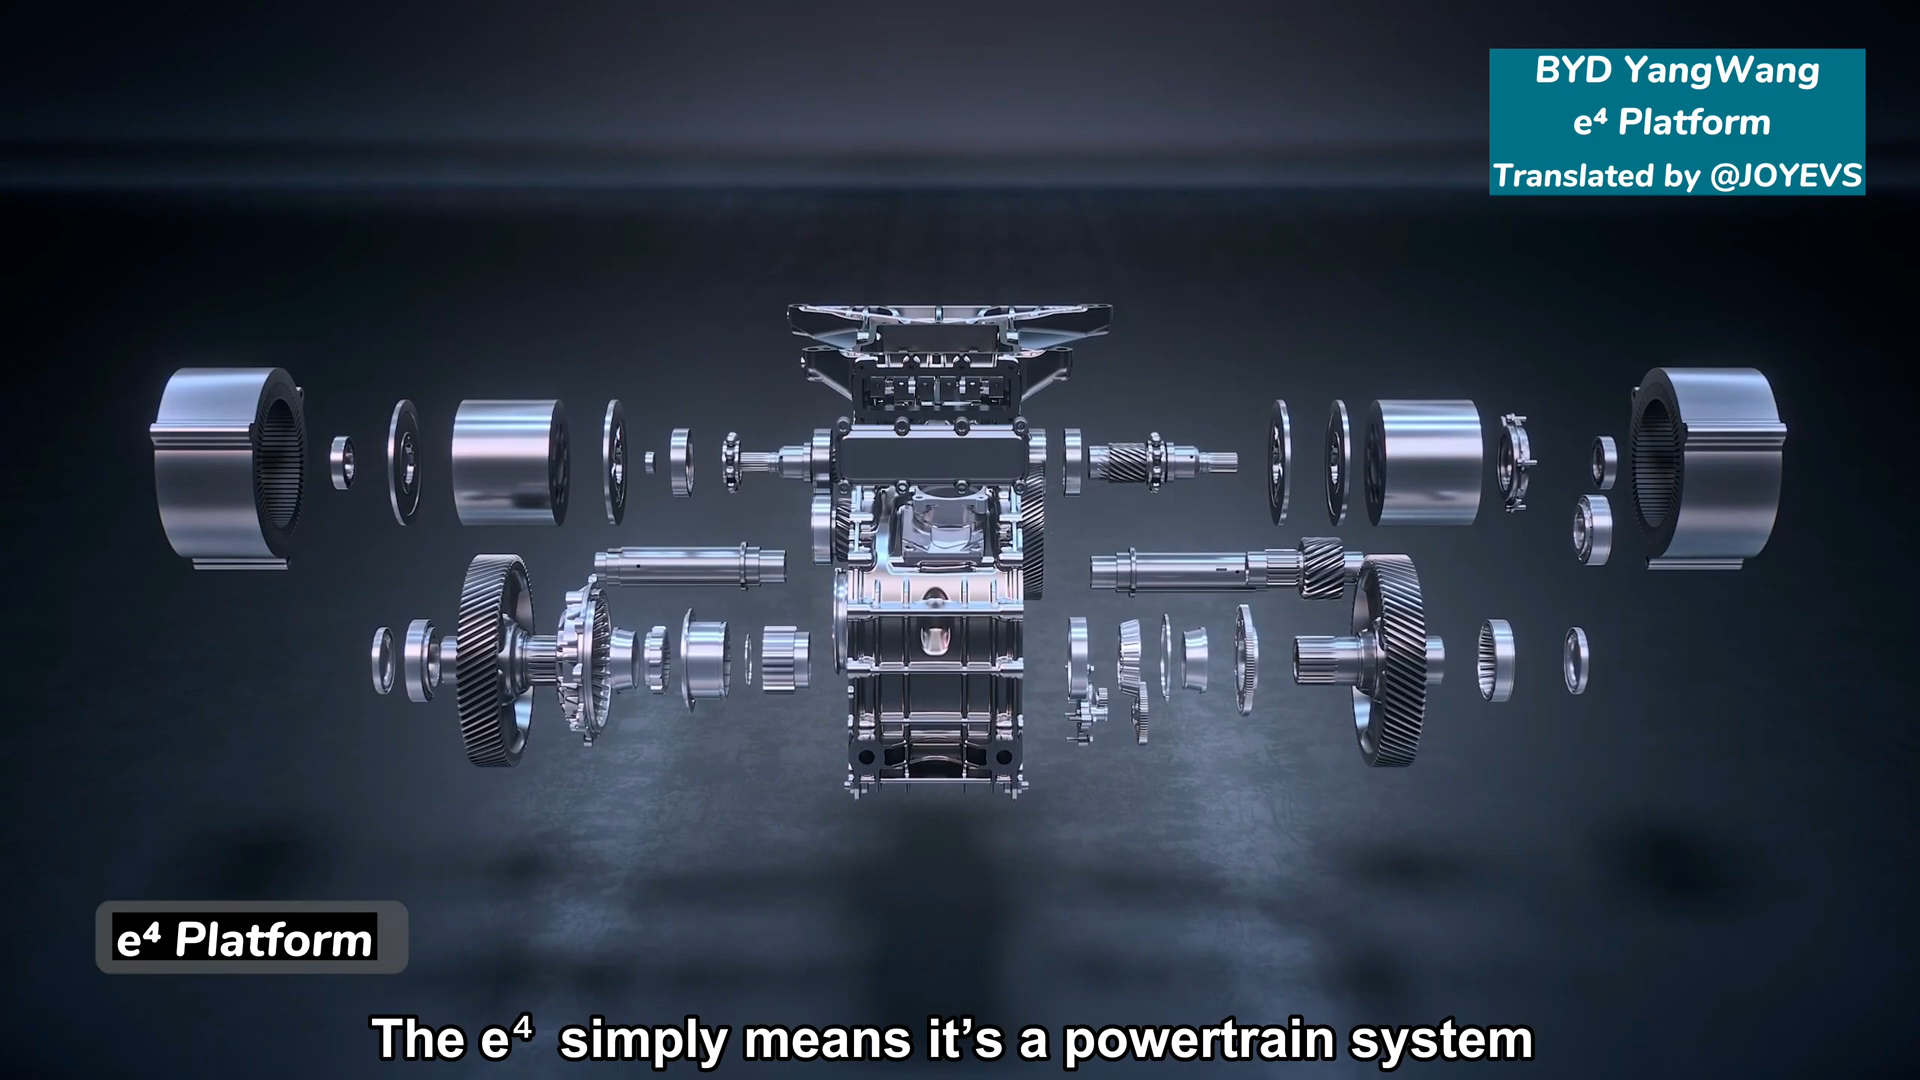 BYD YangWang
e⁴ Platform
Translated by @JOYEVS
e⁴ Platform
The e⁴ simply means it’s a powertrain system